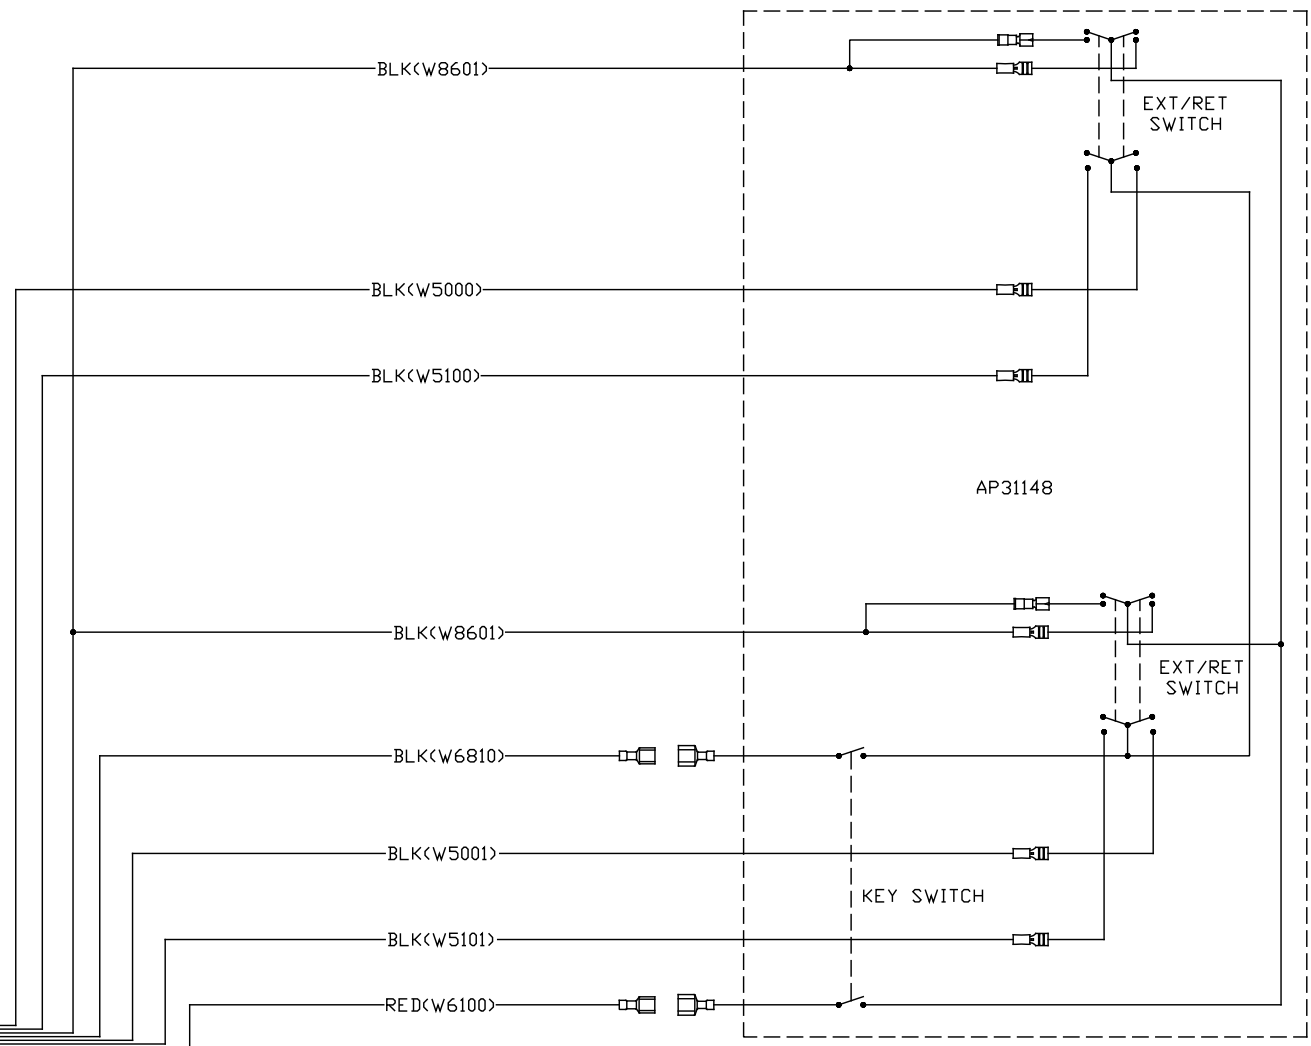 BLK(W8601)
EXT/RET
SWITCH
BLK(W5000)
BLK(W5100)
AP31148
BLK(W8601)
EXT/RET
SWITCH
BLK(W6810)
BLK(W5001)
KEY SWITCH
BLK(W5101)
RED(W6100)